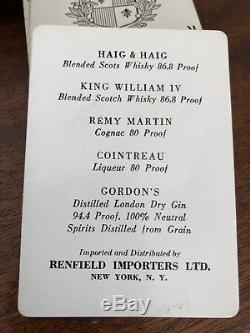 HAIG & HAIG
Blended Scots Whisky 86.8 Proof
KING WILLIAM IV
Blended Scotch Whisky 86.8 Proof
RÉMY MARTIN
Cognac 80 Proof
COINTREAU
Liqueur 80 Proof
GORDON'S
Distilled London Dry Gin
94.4 Proof. 100% Neutral
Spirits Distilled from Grain
Imported and Distributed by
RENFIELD IMPORTERS LTD.
NEW YORK, N. Y.